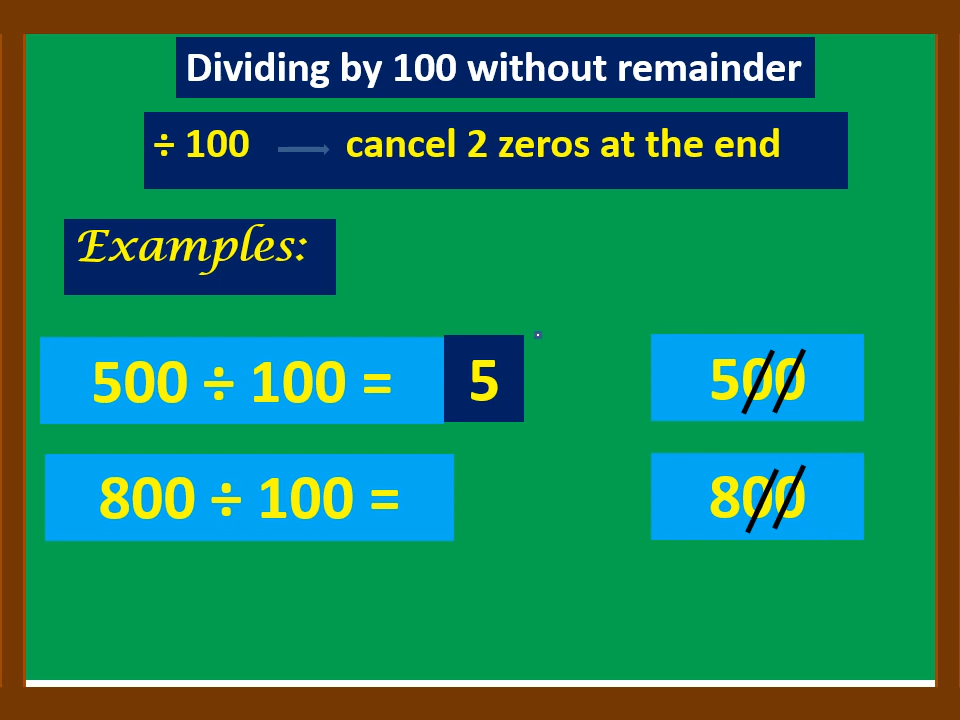 Dividing by 100 without remainder
÷ 100 → cancel 2 zeros at the end
Examples:
500 ÷ 100 = 5 500
800 ÷ 100 = 800